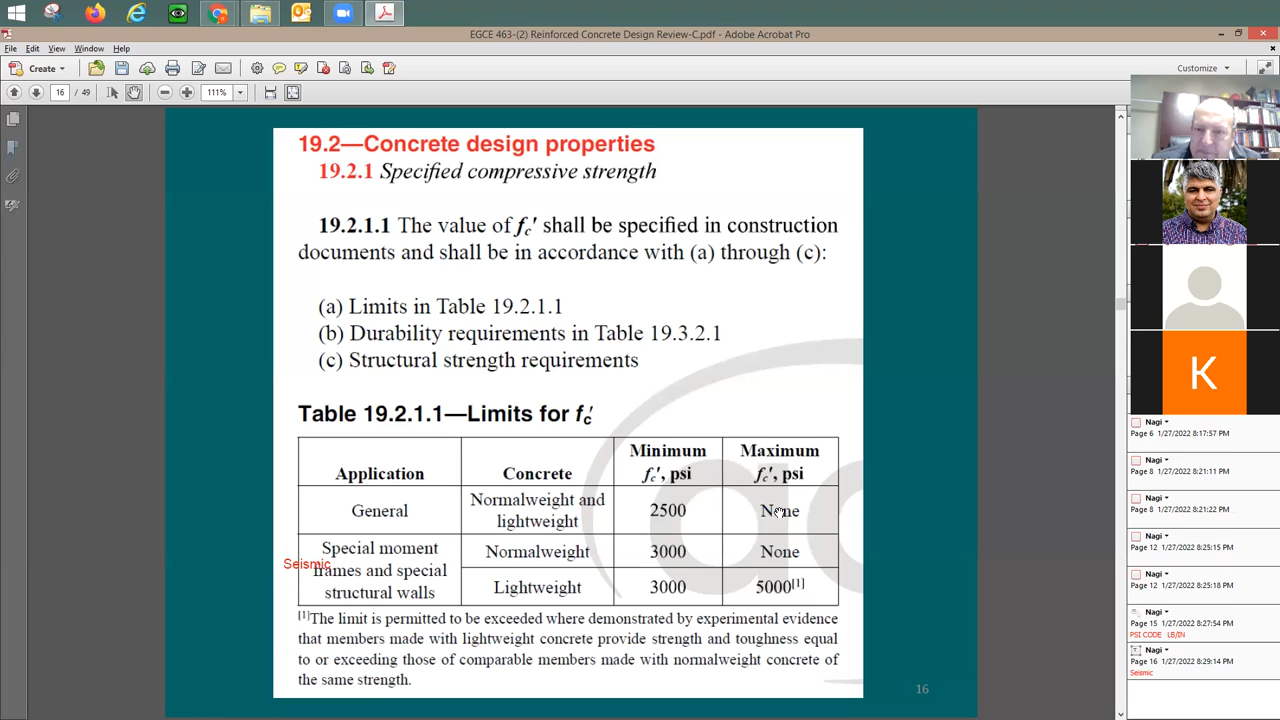 EGCE 463-(2) Reinforced Concrete Design Review-C.pdf - Adobe Acrobat Pro
File Edit View Window Help
Create
Customize
16 / 49
111%
19.2—Concrete design properties
19.2.1 Specified compressive strength
19.2.1.1 The value of fc′ shall be specified in construction
documents and shall be in accordance with (a) through (c):
(a) Limits in Table 19.2.1.1
(b) Durability requirements in Table 19.3.2.1
(c) Structural strength requirements
Table 19.2.1.1—Limits for fc′
Application
Concrete
Minimum
fc′, psi
Maximum
fc′, psi
General
Normalweight and
lightweight
2500
None
Special moment
frames and special
structural walls
Seismic
Normalweight
3000
None
Lightweight
3000
5000[1]
[1]The limit is permitted to be exceeded where demonstrated by experimental evidence
that members made with lightweight concrete provide strength and toughness equal
to or exceeding those of comparable members made with normalweight concrete of
the same strength.
16
K
Nagi
Page 6 1/27/2022 8:17:57 PM
Nagi
Page 8 1/27/2022 8:21:11 PM
Nagi
Page 8 1/27/2022 8:21:22 PM
Nagi
Page 12 1/27/2022 8:25:15 PM
Nagi
Page 12 1/27/2022 8:25:18 PM
Nagi
Page 15 1/27/2022 8:27:54 PM
PSI CODE LB/IN
Nagi
Page 16 1/27/2022 8:29:14 PM
Seismic